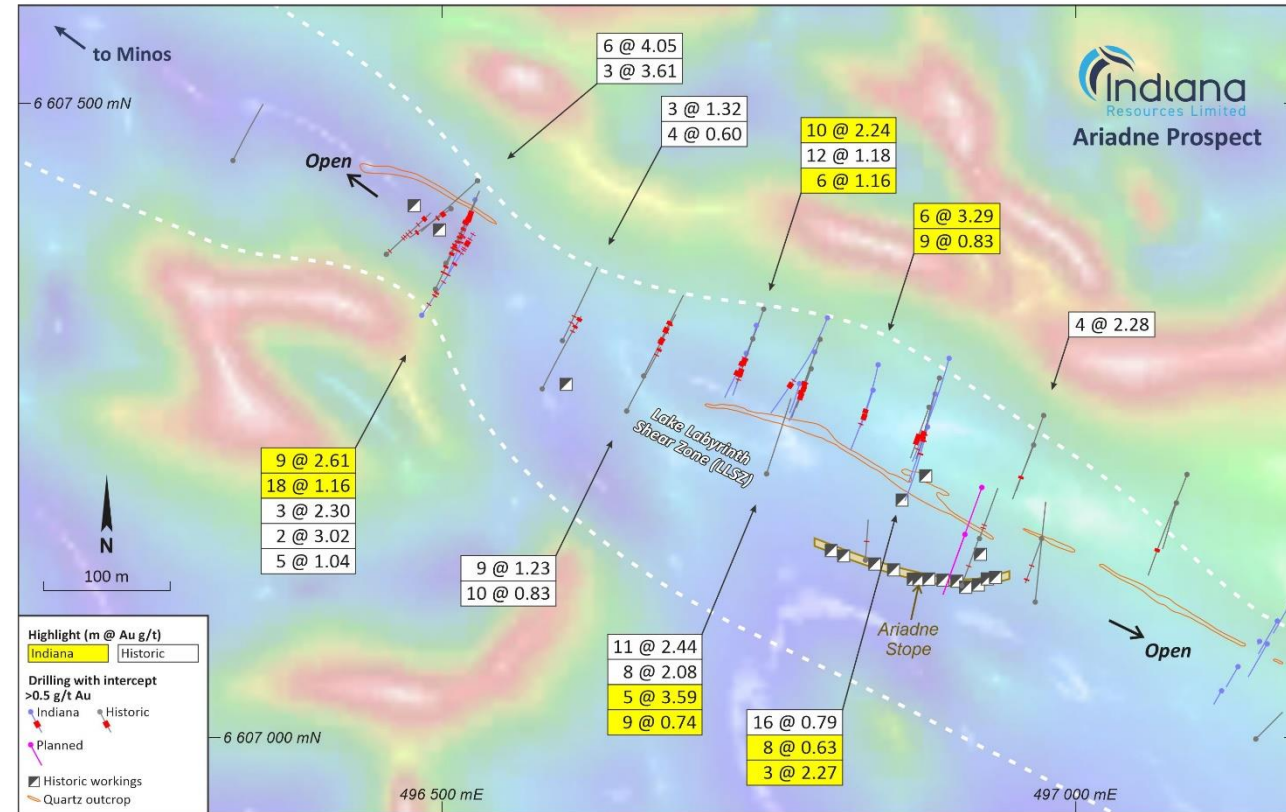 to Minos
6 607 500 mN
Indiana
Resources Limited
Ariadne Prospect
6 @ 4.05
3 @ 3.61
3 @ 1.32
4 @ 0.60
10 @ 2.24
12 @ 1.18
6 @ 1.16
6 @ 3.29
9 @ 0.83
4 @ 2.28
Open
Lake Labyrinth
Shear Zone (LLSZ)
9 @ 2.61
18 @ 1.16
3 @ 2.30
2 @ 3.02
5 @ 1.04
N
100 m
9 @ 1.23
10 @ 0.83
11 @ 2.44
8 @ 2.08
5 @ 3.59
9 @ 0.74
16 @ 0.79
8 @ 0.63
3 @ 2.27
Ariadne
Stope
Open
Highlight (m @ Au g/t)
Indiana
Historic
Drilling with intercept
>0.5 g/t Au
Indiana
Historic
Planned
Historic workings
Quartz outcrop
6 607 000 mN
496 500 mE
497 000 mE